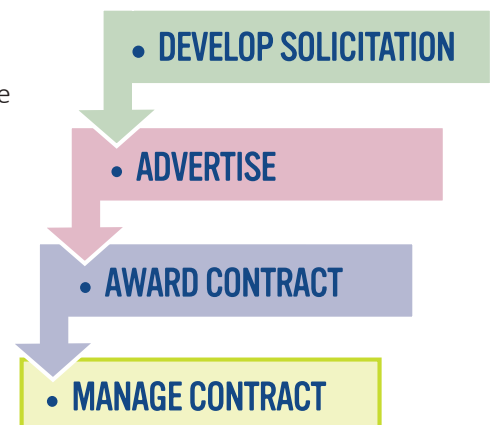 • DEVELOP SOLICITATION
e
• ADVERTISE
• AWARD CONTRACT
• MANAGE CONTRACT